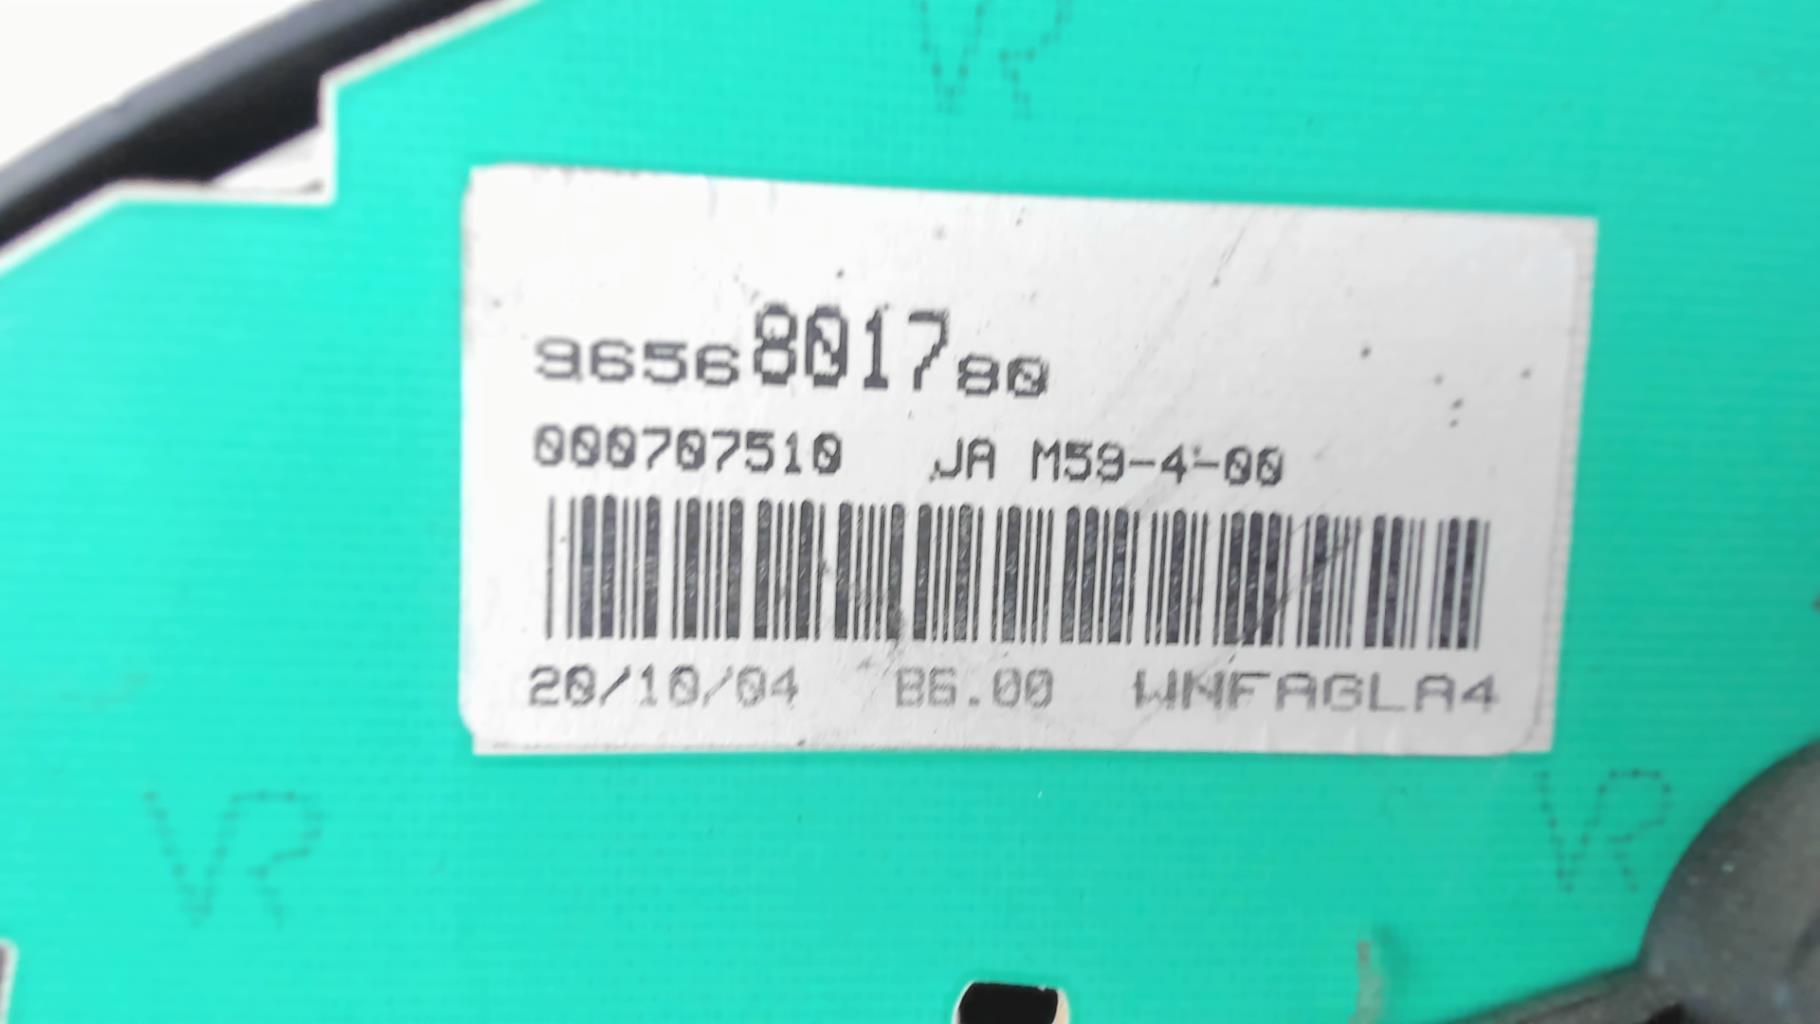 VR
9656801780
000707510 JA M59-4-00
20/10/04 B6.00 WNFAGLA4
VR VR